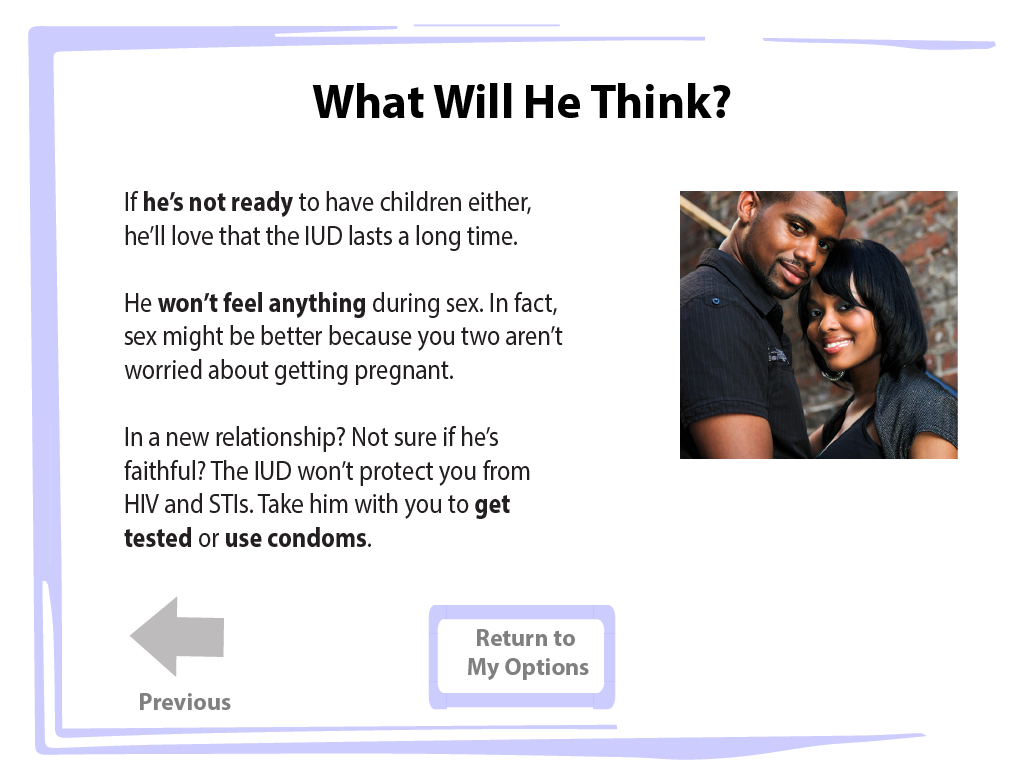 What Will He Think?
If he’s not ready to have children either,
he’ll love that the IUD lasts a long time.
He won’t feel anything during sex. In fact,
sex might be better because you two aren’t
worried about getting pregnant.
In a new relationship? Not sure if he’s
faithful? The IUD won’t protect you from
HIV and STIs. Take him with you to get
tested or use condoms.
Return to
My Options
Previous